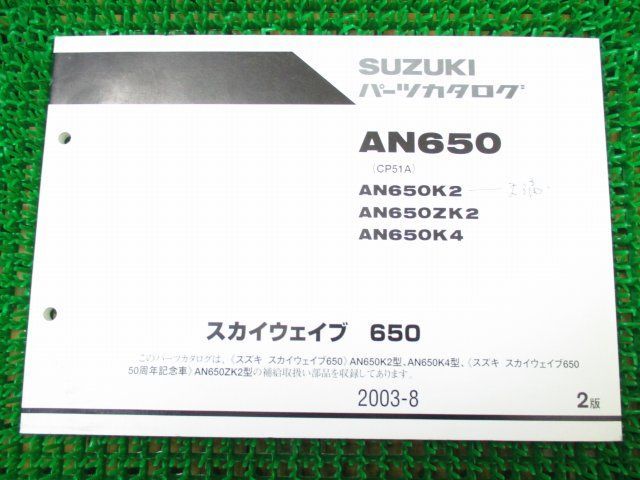 SUZUKI
パーツカタログ
AN650
(CP51A)
AN650K2
AN650ZK2
AN650K4
スカイウェイブ 650
このパーツカタログは、《スズキ スカイウェイブ650》AN650K2型、AN650K4型、《スズキ スカイウェイブ650
50周年記念車》AN650ZK2型の補給取扱い部品を収録してあります。
2003-8
2版